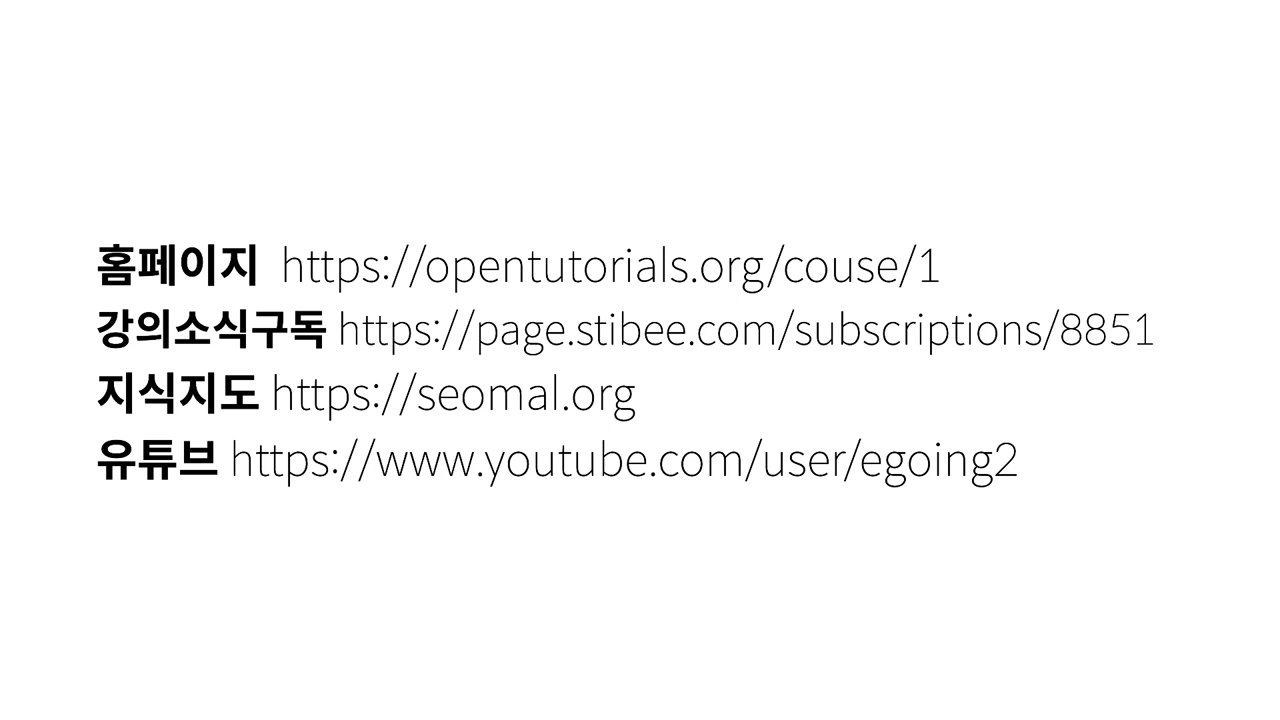 홈페이지 https://opentutorials.org/couse/1
강의소식구독 https://page.stibee.com/subscriptions/8851
지식지도 https://seomal.org
유튜브 https://www.youtube.com/user/egoing2